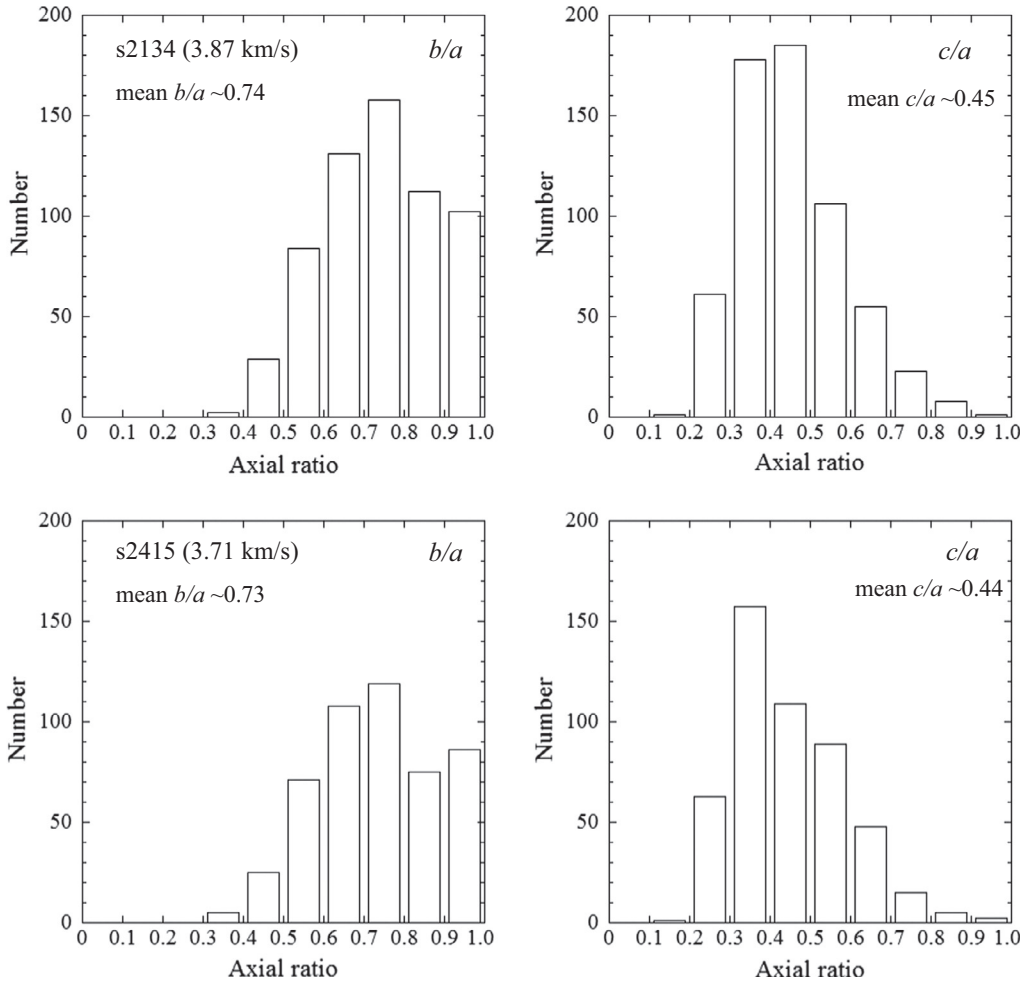 200
150
100
50
0
Number
s2134 (3.87 km/s)
b/a
mean b/a ~0.74
0 0.1 0.2 0.3 0.4 0.5 0.6 0.7 0.8 0.9 1.0
Axial ratio
200
150
100
50
0
Number
c/a
mean c/a ~0.45
0 0.1 0.2 0.3 0.4 0.5 0.6 0.7 0.8 0.9 1.0
Axial ratio
200
150
100
50
0
Number
s2415 (3.71 km/s)
b/a
mean b/a ~0.73
0 0.1 0.2 0.3 0.4 0.5 0.6 0.7 0.8 0.9 1.0
Axial ratio
200
150
100
50
0
Number
c/a
mean c/a ~0.44
0 0.1 0.2 0.3 0.4 0.5 0.6 0.7 0.8 0.9 1.0
Axial ratio